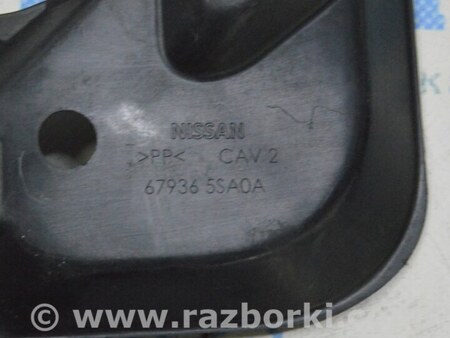 NISSAN
>PP< CAV 2
67936 5SA0A
© www.razborki.c